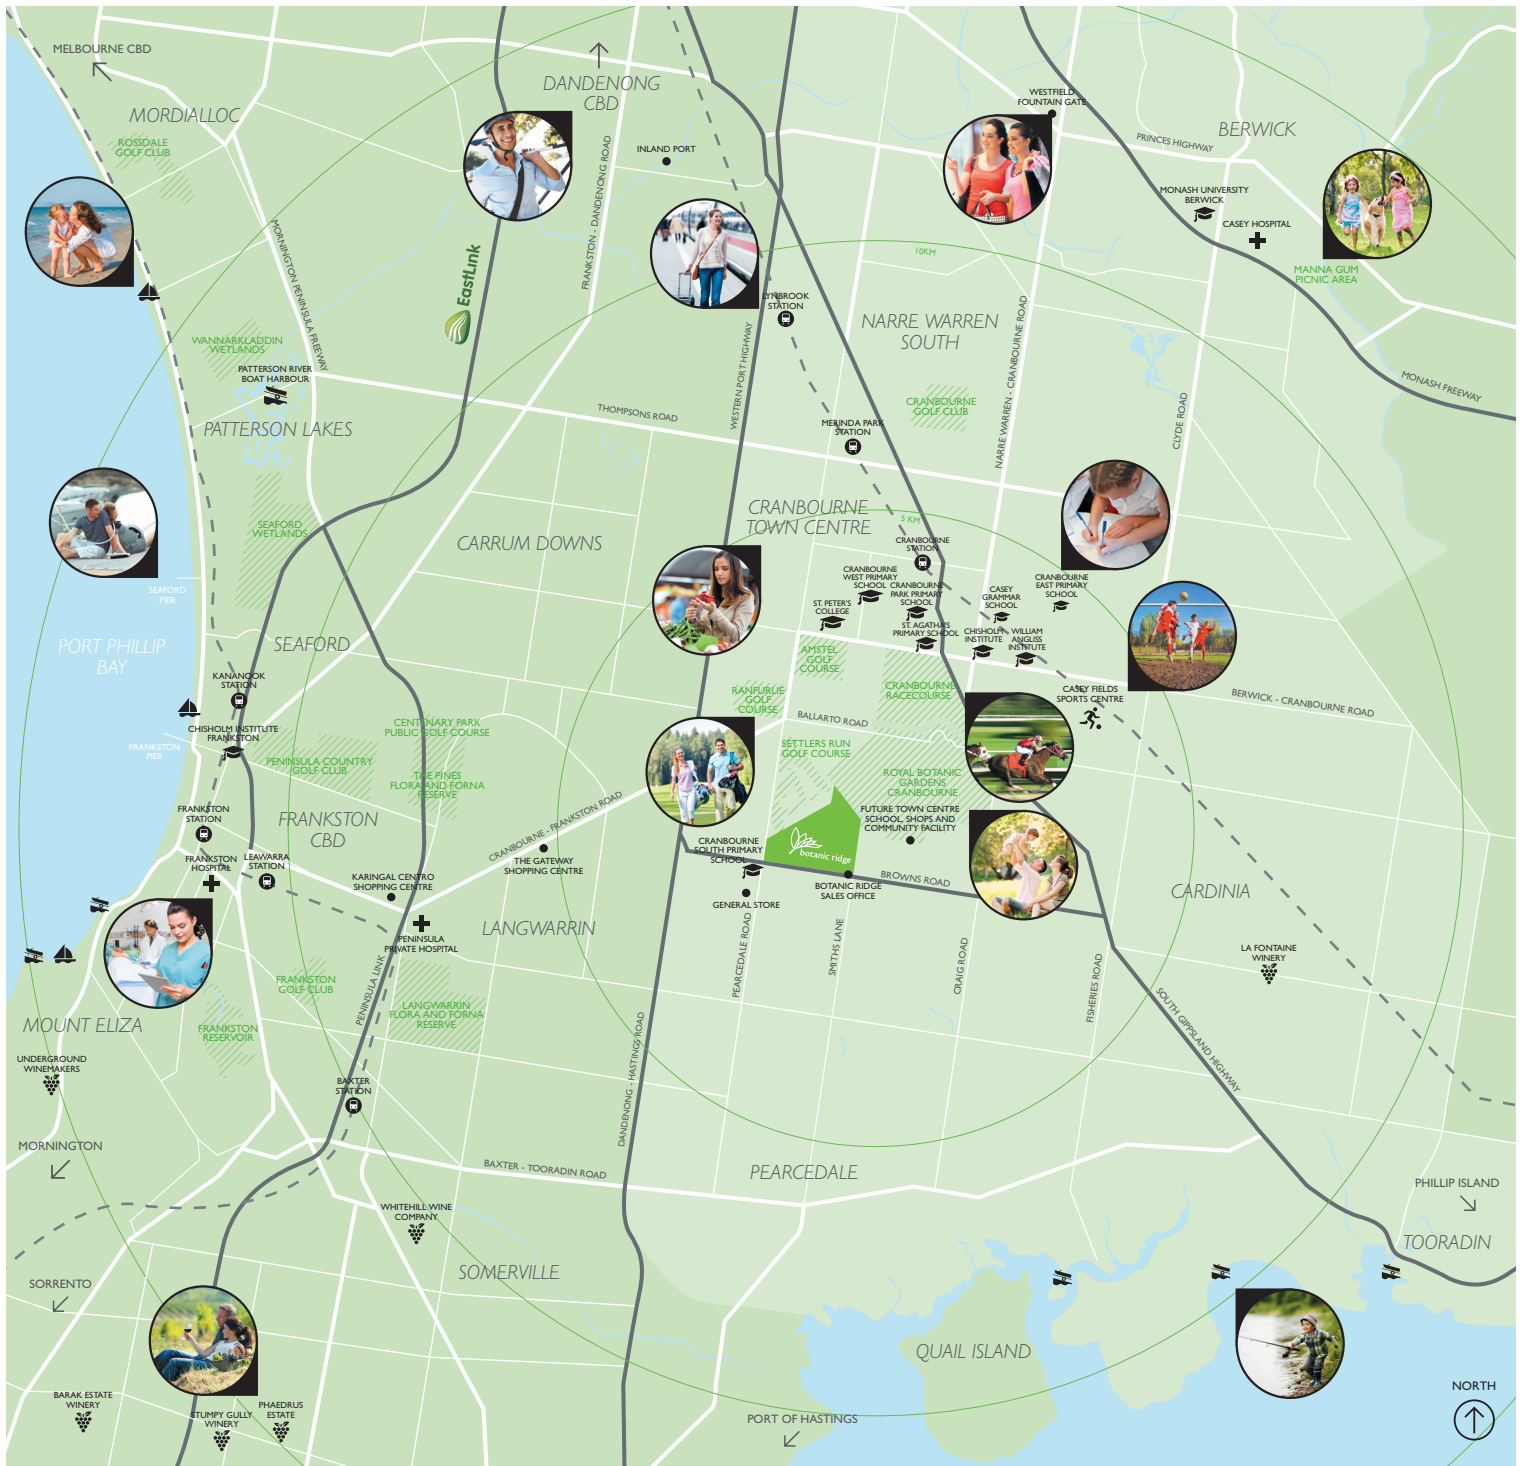 MELBOURNE CBD
DANDENONG
CBD
MORDIALLOC
ROSSDALE
GOLF CLUB
FRANKSTON - DANDENONG ROAD
INLAND PORT
WESTFIELD
FOUNTAIN GATE
PRINCES HIGHWAY
BERWICK
MONASH UNIVERSITY
BERWICK
CASEY HOSPITAL
MANNA GUM
PICNIC AREA
10KM
MORNINGTON PENINSULA FREEWAY
EastLink
LYNBROOK
STATION
NARRE WARREN
SOUTH
NARRE WARREN - CRANBOURNE ROAD
WESTERN PORT HIGHWAY
WANNARKLADDIN
WETLANDS
PATTERSON RIVER
BOAT HARBOUR
PATTERSON LAKES
THOMPSONS ROAD
CRANBOURNE
GOLF CLUB
MERINDA PARK
STATION
CLYDE ROAD
MONASH FREEWAY
CRANBOURNE
TOWN CENTRE
5 KM
SEAFORD
WETLANDS
CARRUM DOWNS
CRANBOURNE
STATION
CRANBOURNE
WEST PRIMARY
SCHOOL
CRANBOURNE
PARK PRIMARY
SCHOOL
CASEY
GRAMMAR
SCHOOL
CRANBOURNE
EAST PRIMARY
SCHOOL
SEAFORD
PIER
ST. PETER'S
COLLEGE
ST. AGATHA'S
PRIMARY SCHOOL
CHISHOLM
INSTITUTE
WILLIAM
ANGLISS
INSTITUTE
PORT PHILLIP
BAY
SEAFORD
AMSTEL
GOLF
COURSE
KANANOOK
STATION
RANFURLIE
GOLF
COURSE
CRANBOURNE
RACECOURSE
CASEY FIELDS
SPORTS CENTRE
BERWICK - CRANBOURNE ROAD
CENTENARY PARK
PUBLIC GOLF COURSE
BALLARTO ROAD
CHISHOLM INSTITUTE
FRANKSTON
FRANKSTON
PIER
SETTLERS RUN
GOLF COURSE
PENINSULA COUNTRY
GOLF CLUB
THE PINES
FLORA AND FORNA
RESERVE
ROYAL BOTANIC
GARDENS
CRANBOURNE
FRANKSTON
STATION
FRANKSTON
CBD
CRANBOURNE - FRANKSTON ROAD
FUTURE TOWN CENTRE
SCHOOL, SHOPS AND
COMMUNITY FACILITY
CRANBOURNE
SOUTH PRIMARY
SCHOOL
botanic ridge
FRANKSTON
HOSPITAL
LEAWARRA
STATION
THE GATEWAY
SHOPPING CENTRE
KARINGAL CENTRO
SHOPPING CENTRE
BROWNS ROAD
BOTANIC RIDGE
SALES OFFICE
GENERAL STORE
CARDINIA
LANGWARRIN
PENINSULA
PRIVATE HOSPITAL
PEARCEDALE ROAD
SMITHS LANE
CRAIG ROAD
FISHERIES ROAD
LA FONTAINE
WINERY
FRANKSTON
GOLF CLUB
PENINSULA LINK
LANGWARRIN
FLORA AND FORNA
RESERVE
SOUTH GIPPSLAND HIGHWAY
MOUNT ELIZA
FRANKSTON
RESERVOIR
DANDENONG - HASTINGS ROAD
UNDERGROUND
WINEMAKERS
BAXTER
STATION
MORNINGTON
BAXTER - TOORADIN ROAD
PEARCEDALE
PHILLIP ISLAND
WHITEHILL WINE
COMPANY
TOORADIN
SORRENTO
SOMERVILLE
QUAIL ISLAND
NORTH
BARAK ESTATE
WINERY
STUMPY GULLY
WINERY
PHAEDRUS
ESTATE
PORT OF HASTINGS